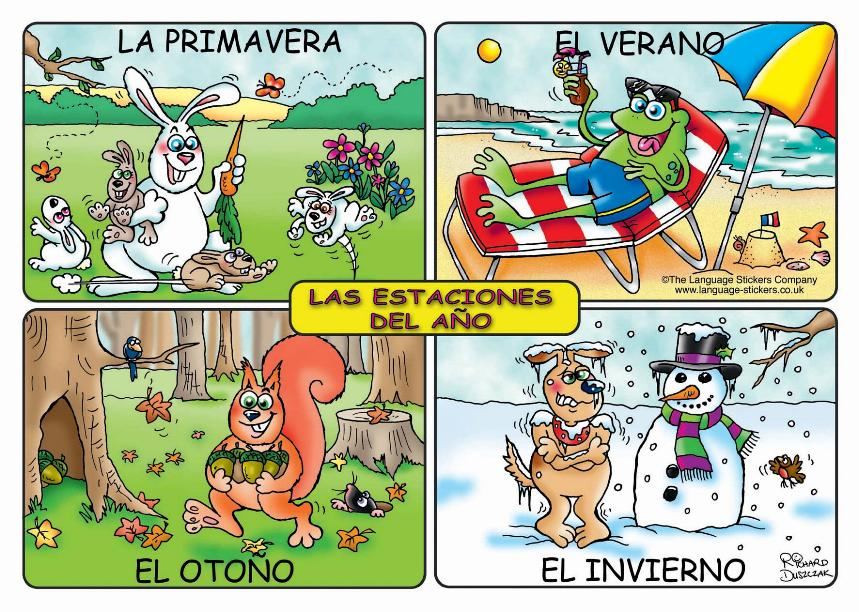 LA PRIMAVERA
EL VERANO
©The Language Stickers Company
www.language-stickers.co.uk
LAS ESTACIONES
DEL AÑO
EL OTOÑO
EL INVIERNO
RICHARD
DUSZCZAK